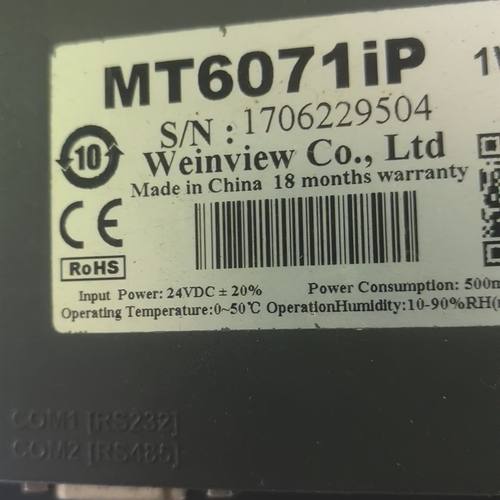 MT6071iP
S/N : 1706229504
10
Weinview Co., Ltd
Made in China 18 months warranty
CE
RoHS
Input Power: 24VDC ± 20% Power Consumption: 500m
Operating Temperature:0~50℃ OperationHumidity:10-90%RH(
COM1 [RS232]
COM2 [RS485]